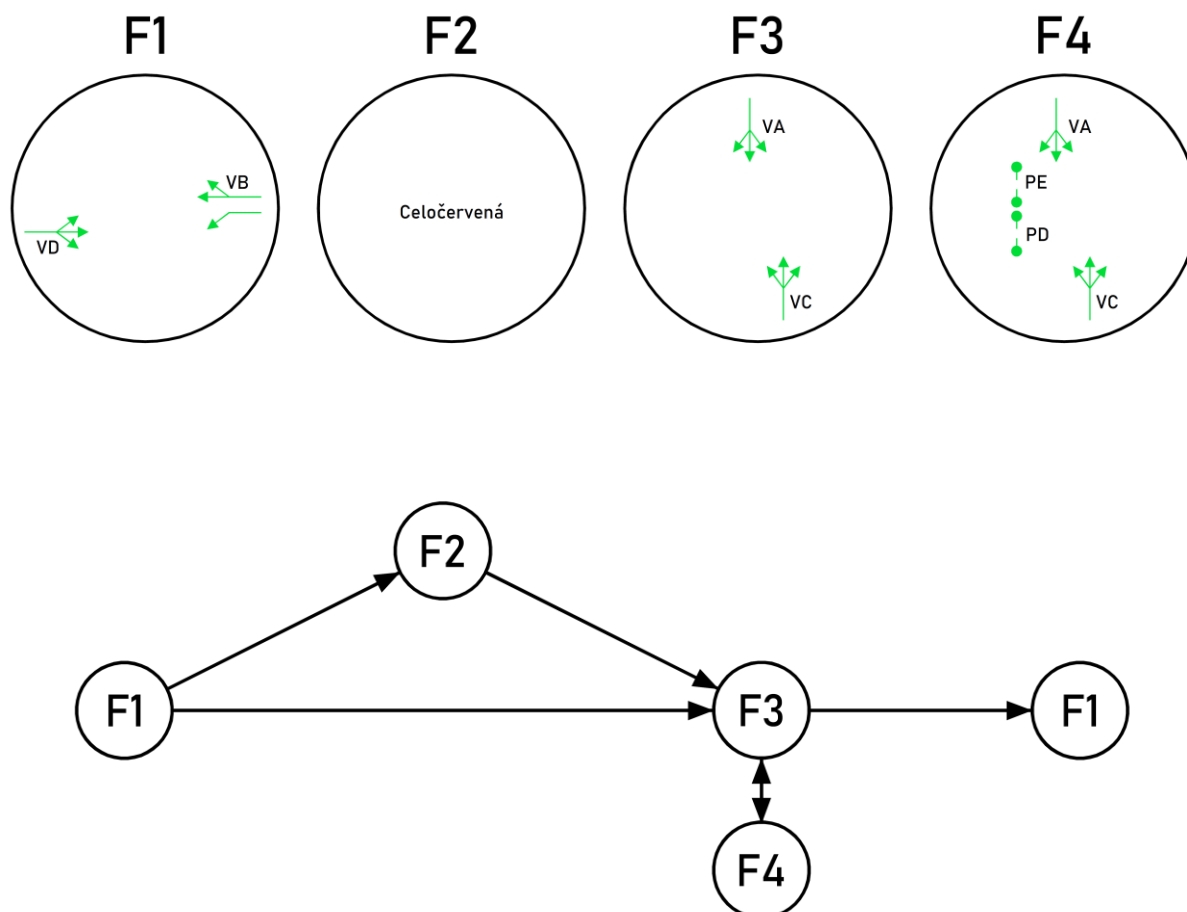 F1 F2 F3 F4
VA VA
VB PE
Celočervená
VD PD
VC VC
F2
F1 F3 F1
F4